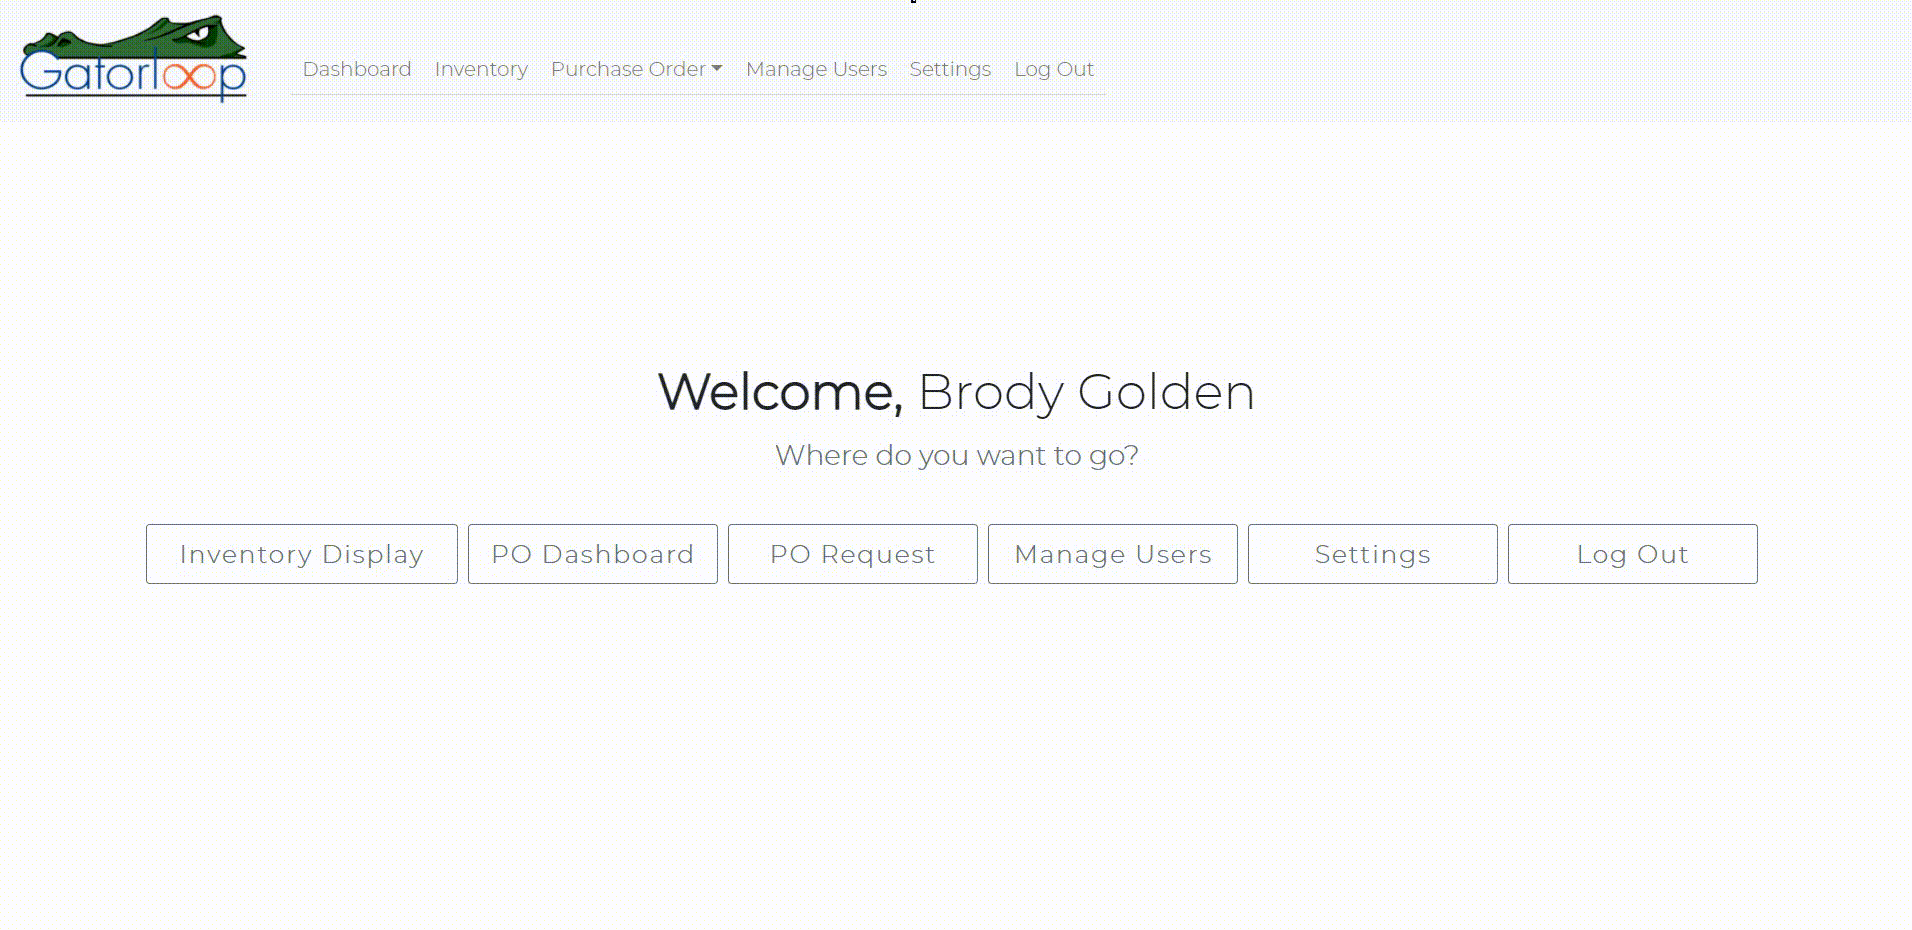 Gatorloop
Dashboard Inventory Purchase Order Manage Users Settings Log Out
Welcome, Brody Golden
Where do you want to go?
Inventory Display PO Dashboard PO Request Manage Users Settings Log Out